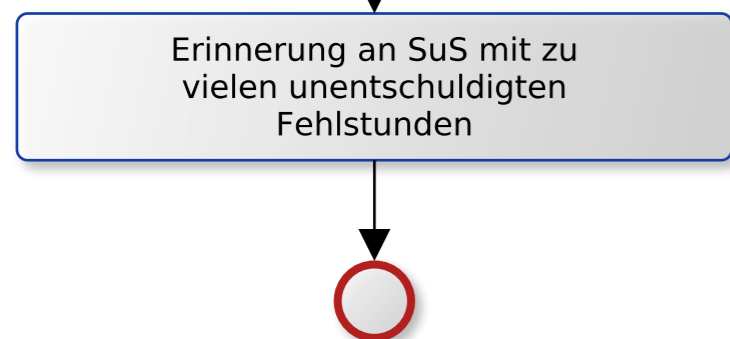 Erinnerung an SuS mit zu
vielen unentschuldigten
Fehlstunden